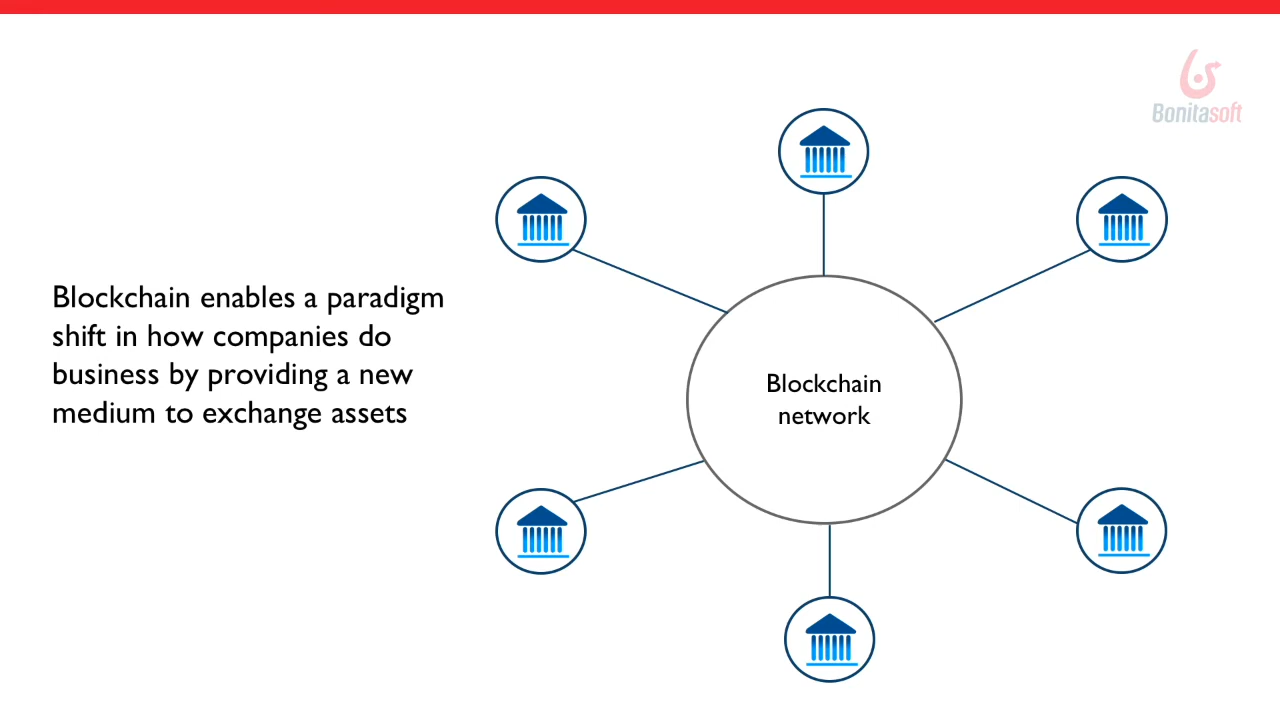 Bonitasoft
Blockchain enables a paradigm
shift in how companies do
business by providing a new
medium to exchange assets
Blockchain
network